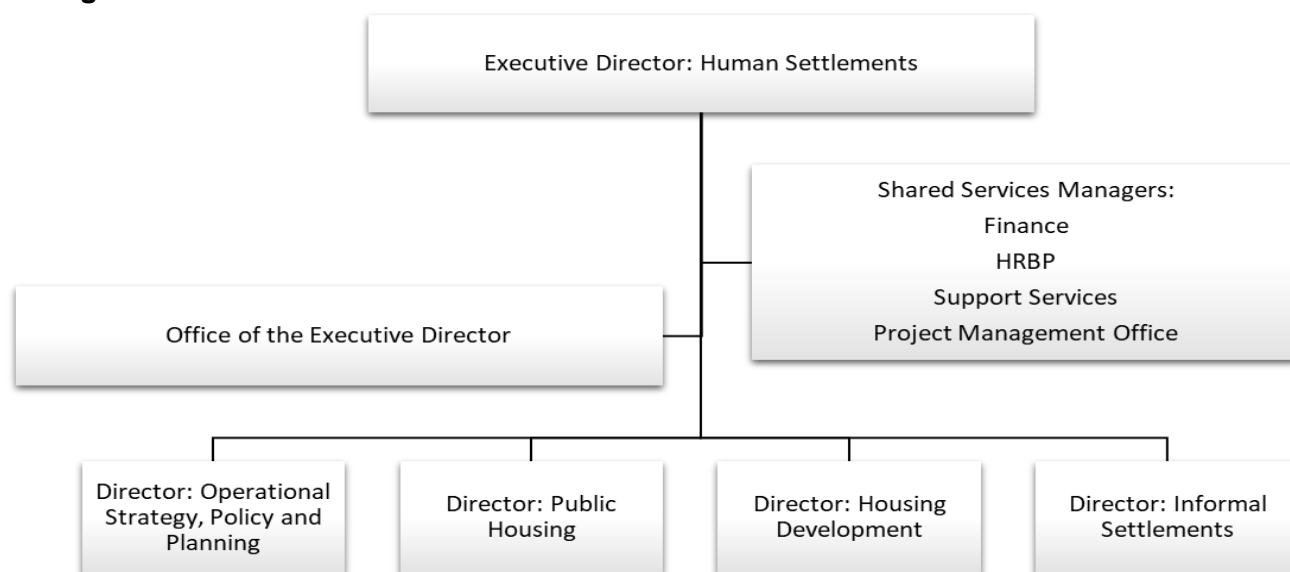 Executive Director: Human Settlements
Shared Services Managers:
Finance
HRBP
Support Services
Project Management Office
Office of the Executive Director
Director: Operational
Strategy, Policy and
Planning
Director: Public
Housing
Director: Housing
Development
Director: Informal
Settlements